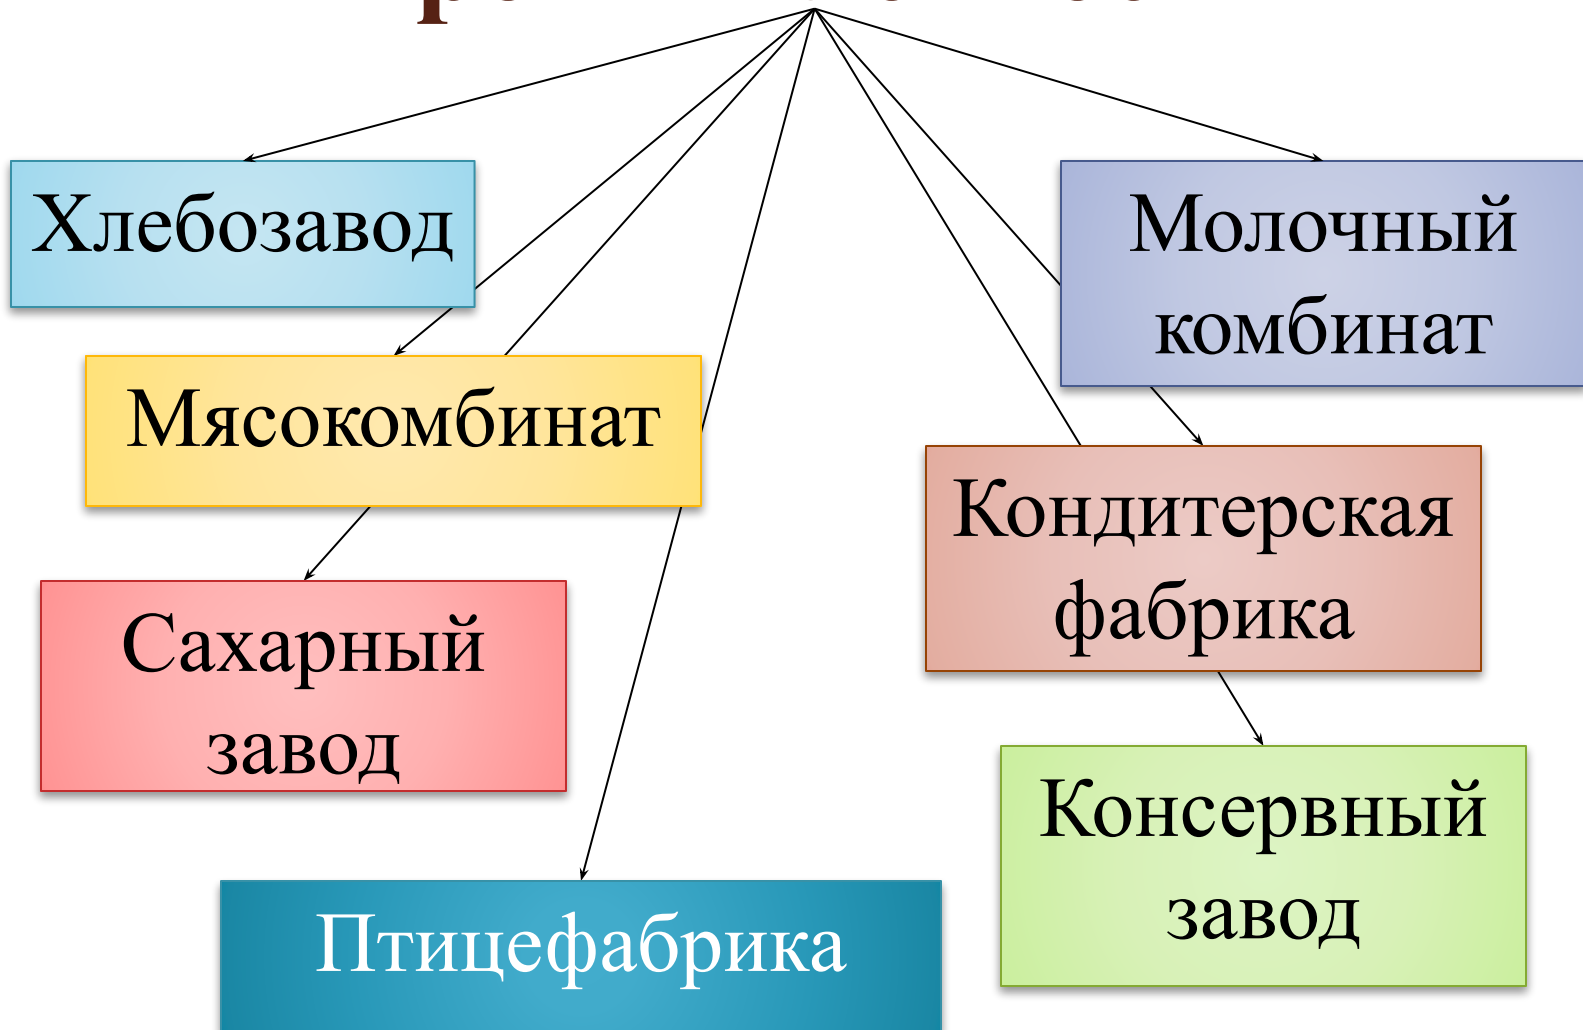 Хлебозавод
Молочный
комбинат
Мясокомбинат
Кондитерская
фабрика
Сахарный
завод
Консервный
завод
Птицефабрика